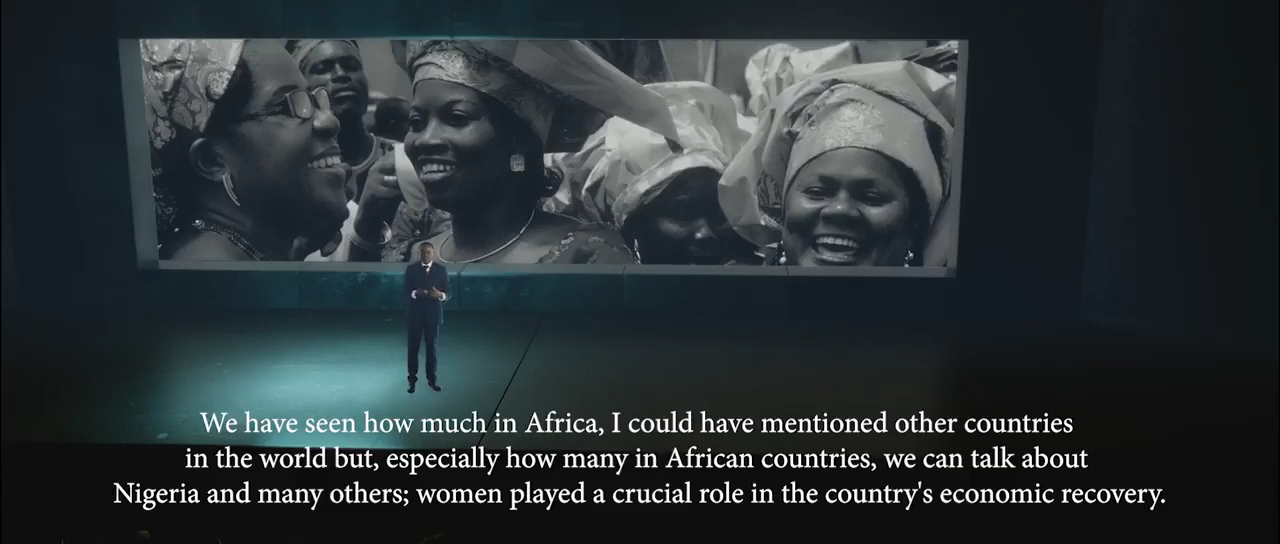 We have seen how much in Africa, I could have mentioned other countries
in the world but, especially how many in African countries, we can talk about
Nigeria and many others; women played a crucial role in the country's economic recovery.